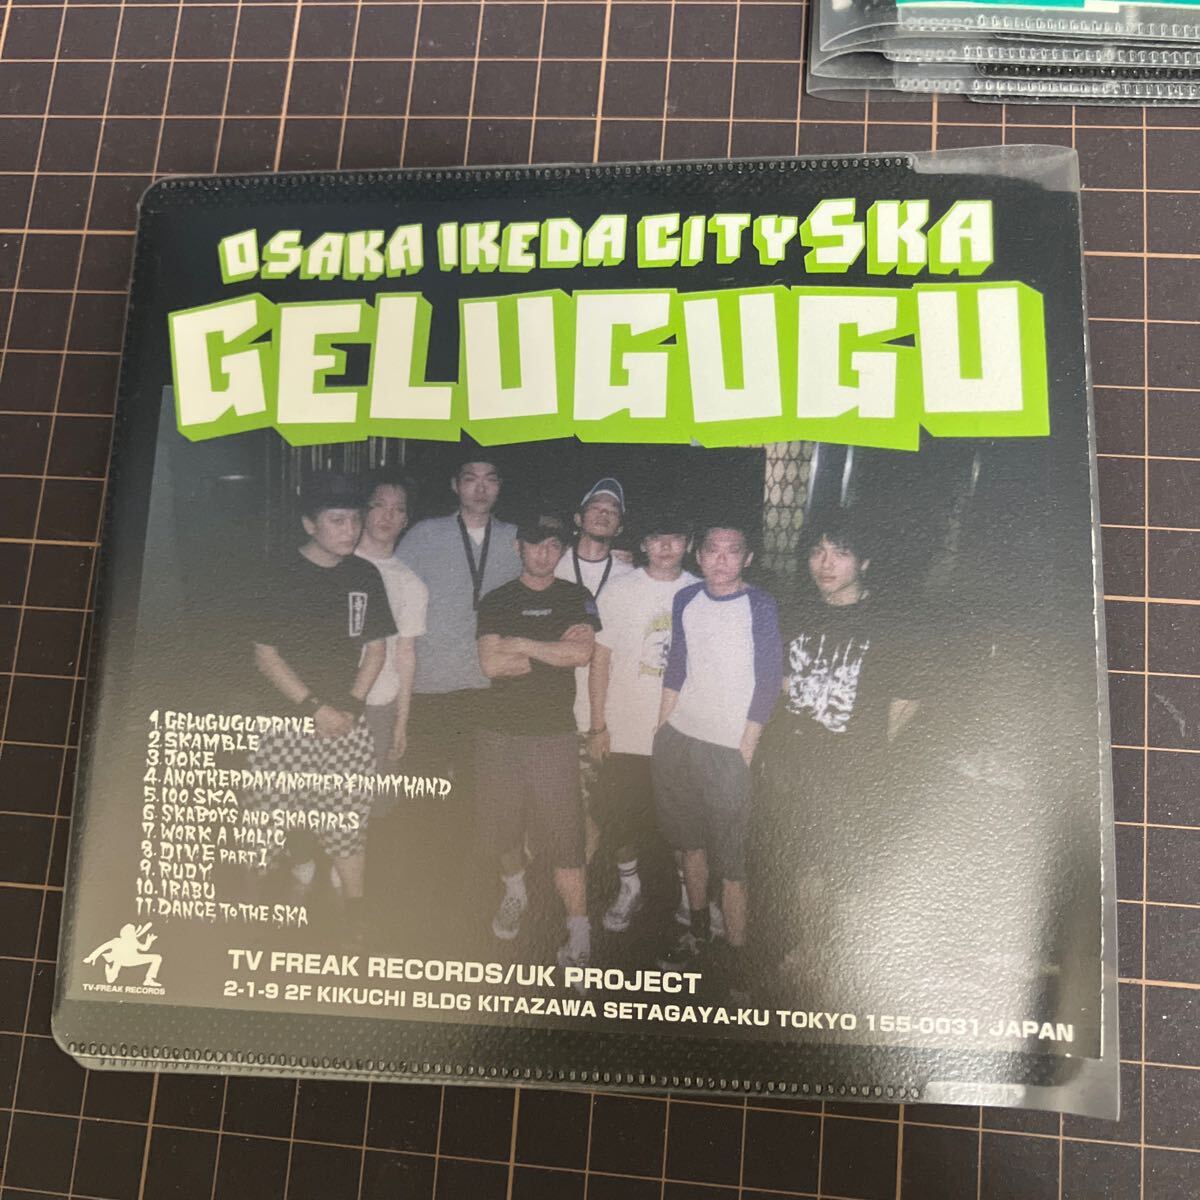 OSAKA IKEDA CITY SKA
GELUGUGU
1. GELUGUGU DRIVE
2. SKAMBLE
3. JOKE
4. ANOTHER DAY ANOTHER ¥ IN MY HAND
5. 100 SKA
6. SKABOYS AND SKAGIRLS
7. WORK A HOLIC
8. DIVE PART I
9. RUDY
10. IRABU
11. DANCE TO THE SKA
TV-FREAK RECORDS
TV FREAK RECORDS/UK PROJECT
2-1-9 2F KIKUCHI BLDG KITAZAWA SETAGAYA-KU TOKYO 155-0031 JAPAN